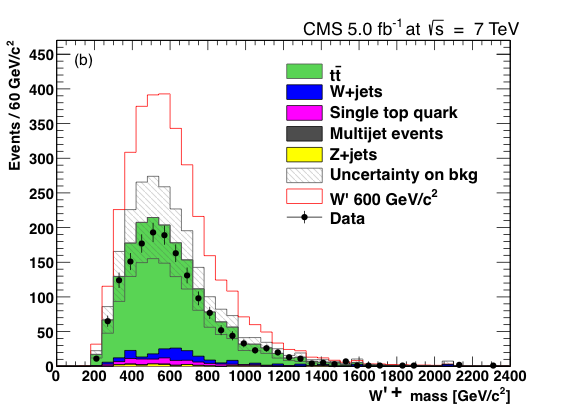 CMS 5.0 fb⁻¹ at √s = 7 TeV
Events / 60 GeV/c²
450
400
350
300
250
200
150
100
50
0
(b)
tt̄
W+jets
Single top quark
Multijet events
Z+jets
Uncertainty on bkg
W' 600 GeV/c²
Data
0 200 400 600 800 1000 1200 1400 1600 1800 2000 2200 2400
W'+ mass [GeV/c²]